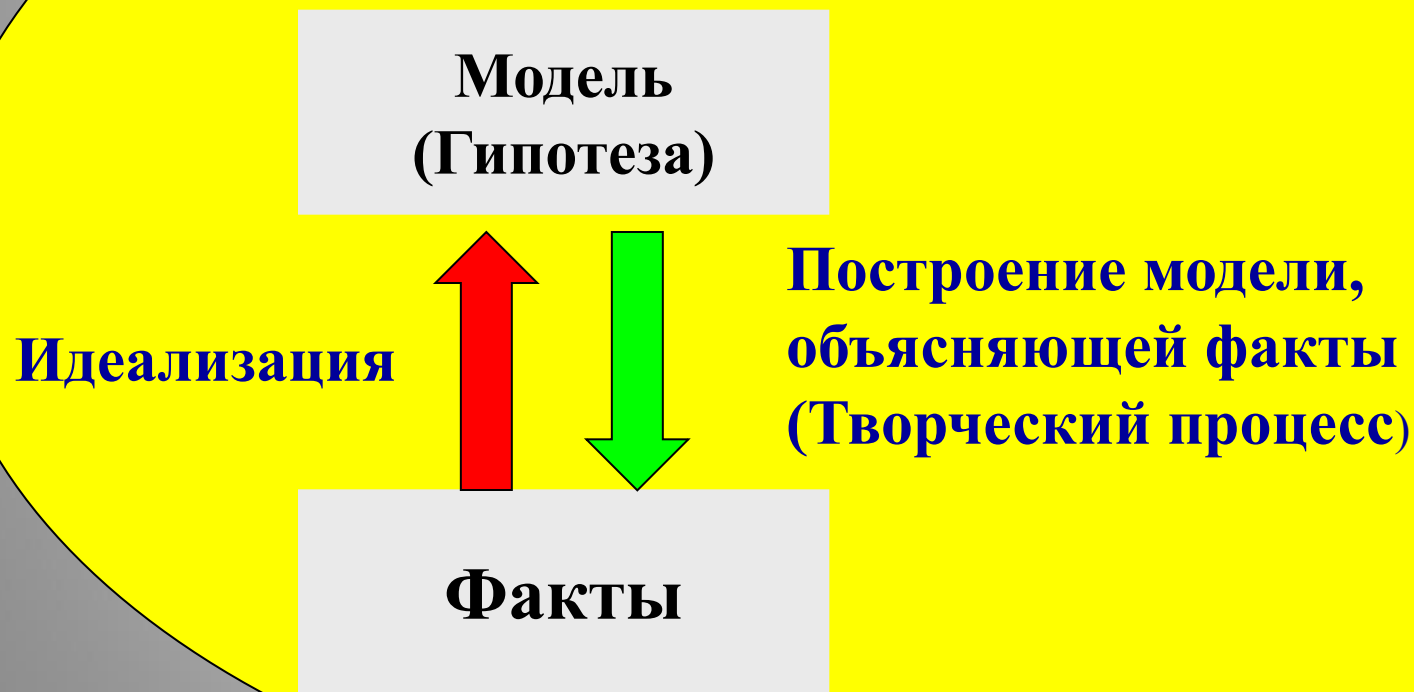 Модель
(Гипотеза)
Идеализация
Построение модели,
объясняющей факты
(Творческий процесс)
Факты